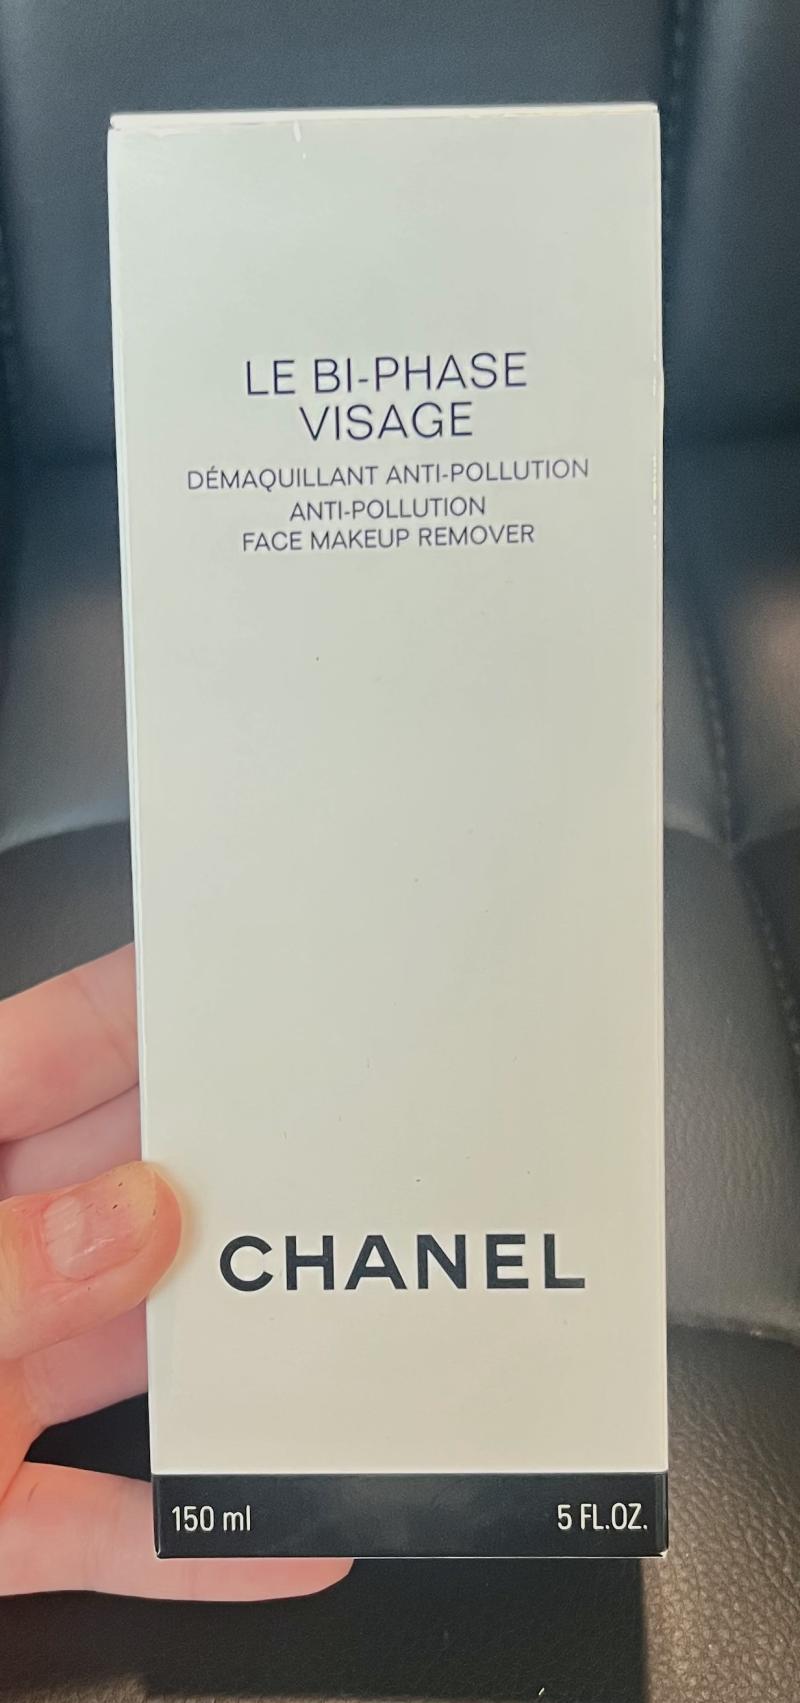 LE BI-PHASE
VISAGE
DÉMAQUILLANT ANTI-POLLUTION
ANTI-POLLUTION
FACE MAKEUP REMOVER
CHANEL
150 ml 5 FL.OZ.